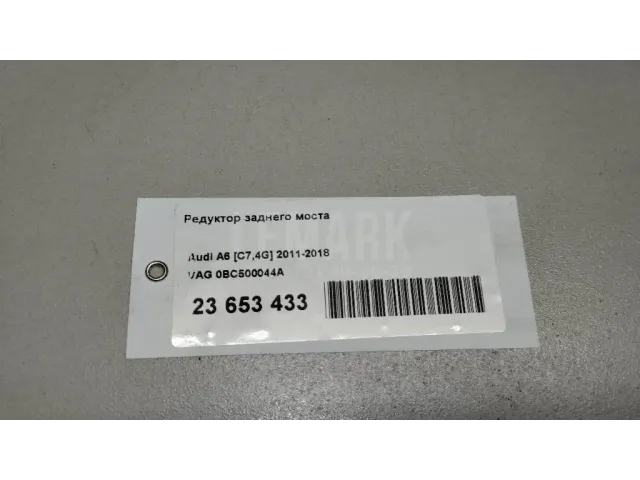 Редуктор заднего моста
Audi A6 [C7,4G] 2011-2018
VAG 0BC500044A
23 653 433